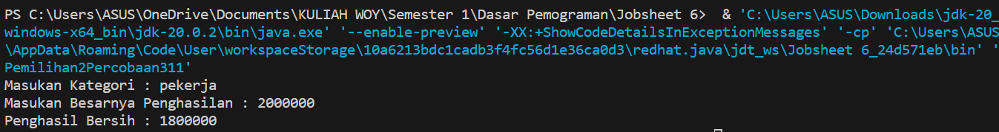 PS C:\Users\ASUS\OneDrive\Documents\KULIAH WOY\Semester 1\Dasar Pemograman\Jobsheet 6>  & 'C:\Users\ASUS\Downloads\jdk-20_
windows-x64_bin\jdk-20.0.2\bin\java.exe' '--enable-preview' '-XX:+ShowCodeDetailsInExceptionMessages' '-cp' 'C:\Users\ASUS
\AppData\Roaming\Code\User\workspaceStorage\10a6213bdc1cadb3f4fc56d1e36ca0d3\redhat.java\jdt_ws\Jobsheet 6_24d571eb\bin' '
Pemilihan2Percobaan311'
Masukan Kategori : pekerja
Masukan Besarnya Penghasilan : 2000000
Penghasil Bersih : 1800000